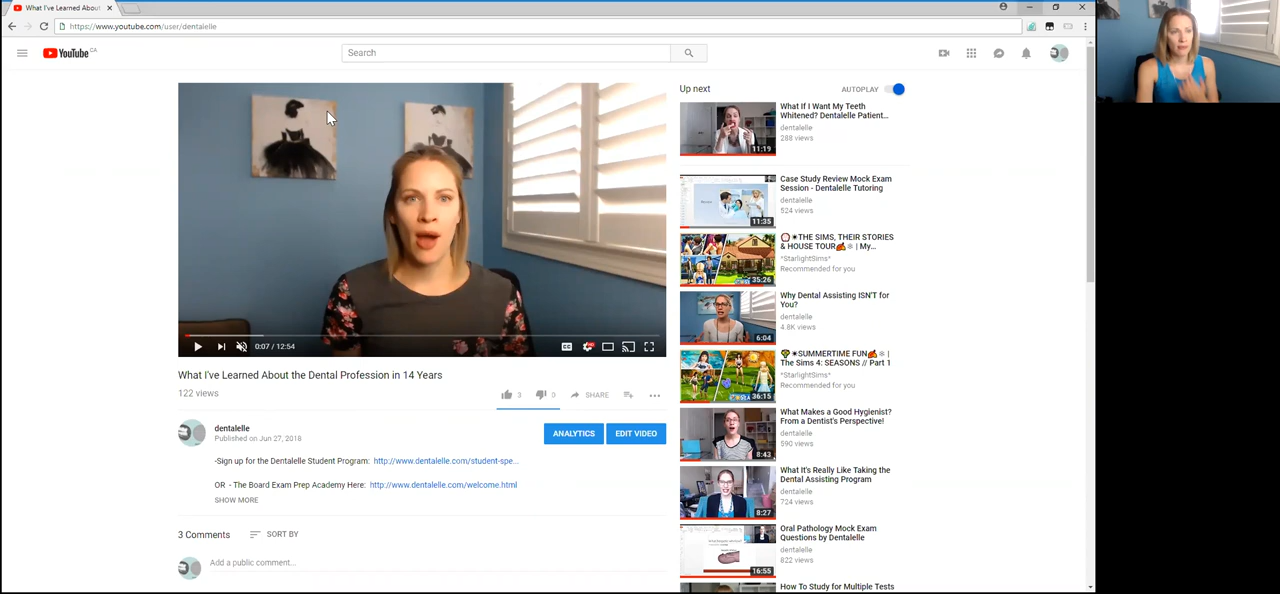 What I've Learned About
https://www.youtube.com/user/dentalelle
YouTube CA
Search
Up next
AUTOPLAY
What If I Want My Teeth
Whitened? Dentalelle Patient...
dentalelle
288 views
11:19
Case Study Review Mock Exam
Session - Dentalelle Tutoring
dentalelle
524 views
11:35
THE SIMS, THEIR STORIES
& HOUSE TOUR | My...
*StarlightSims*
Recommended for you
35:26
Why Dental Assisting ISN'T for
You?
dentalelle
4.8K views
6:04
SUMMERTIME FUN |
The Sims 4: SEASONS // Part 1
*StarlightSims*
Recommended for you
36:15
What Makes a Good Hygienist?
From a Dentist's Perspective!
dentalelle
590 views
8:43
What It's Really Like Taking the
Dental Assisting Program
dentalelle
724 views
8:27
Oral Pathology Mock Exam
Questions by Dentalelle
dentalelle
822 views
16:55
How To Study for Multiple Tests
0:07 / 12:54
CC
What I've Learned About the Dental Profession in 14 Years
122 views
3
0
SHARE
dentalelle
Published on Jun 27, 2018
ANALYTICS
EDIT VIDEO
-Sign up for the Dentalelle Student Program: http://www.dentalelle.com/student-spe...
OR - The Board Exam Prep Academy Here: http://www.dentalelle.com/welcome.html
SHOW MORE
3 Comments
SORT BY
Add a public comment...